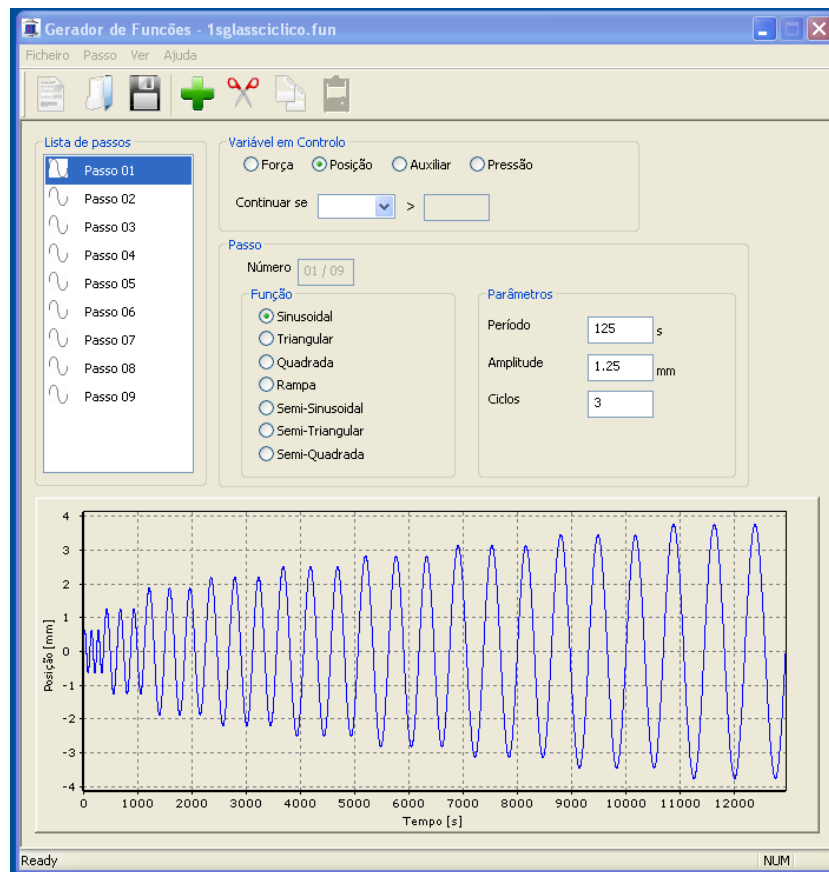 Gerador de Funcões - 1sglassciclico.fun
Ficheiro Passo Ver Ajuda
Lista de passos
Passo 01
Passo 02
Passo 03
Passo 04
Passo 05
Passo 06
Passo 07
Passo 08
Passo 09
Variável em Controlo
Força Posição Auxiliar Pressão
Continuar se >
Passo
Número 01 / 09
Função
Sinusoidal
Triangular
Quadrada
Rampa
Semi-Sinusoidal
Semi-Triangular
Semi-Quadrada
Parâmetros
Período 125 s
Amplitude 1.25 mm
Ciclos 3
Posição [mm]
4
3
2
1
0
-1
-2
-3
-4
0 1000 2000 3000 4000 5000 6000 7000 8000 9000 10000 11000 12000
Tempo [s]
Ready NUM